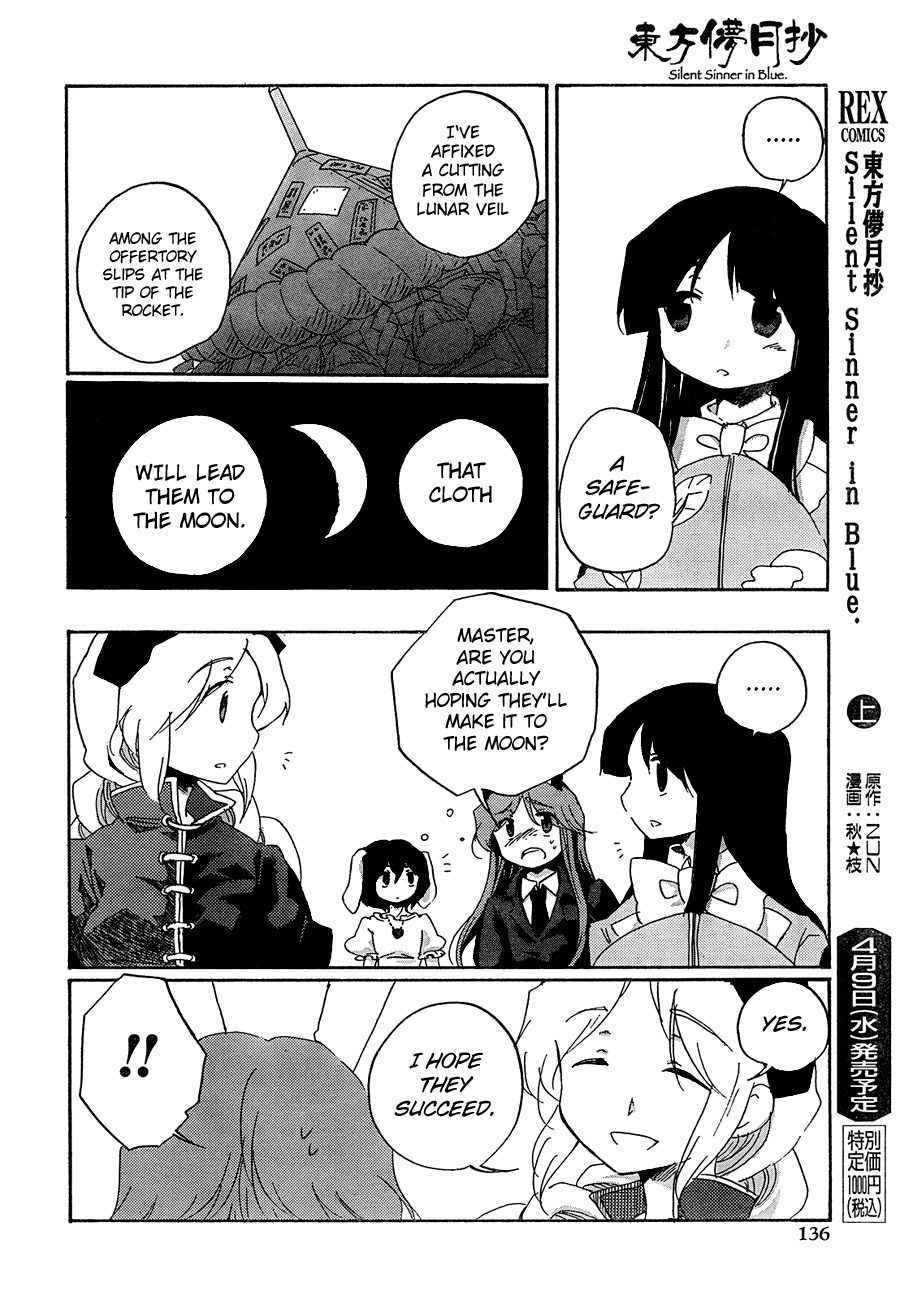 東方儚月抄
Silent Sinner in Blue.
.....
A
SAFE-
GUARD?
I'VE
AFFIXED
A CUTTING
FROM THE
LUNAR VEIL
AMONG THE
OFFERTORY
SLIPS AT THE
TIP OF THE
ROCKET.
THAT
CLOTH
WILL LEAD
THEM TO
THE MOON.
.....
MASTER,
ARE YOU
ACTUALLY
HOPING THEY'LL
MAKE IT TO
THE MOON?
YES.
I HOPE
THEY
SUCCEED.
!!
REX
COMICS
東方儚月抄
Silent Sinner in Blue.
上
原作:ZUN
漫画:秋★枝
4月9日(水)発売予定
特別
定価
1000円
(税込)
136